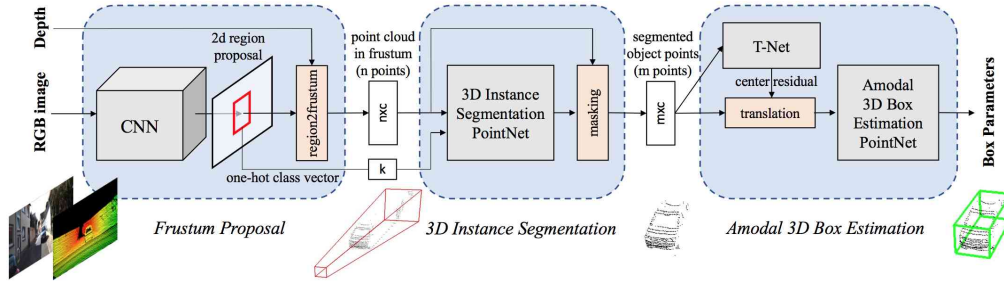 Depth
RGB image
2d region
proposal
CNN
region2frustum
one-hot class vector
Frustum Proposal
point cloud
in frustum
(n points)
nxc
k
3D Instance
Segmentation
PointNet
masking
3D Instance Segmentation
segmented
object points
(m points)
mxc
T-Net
center residual
translation
Amodal
3D Box
Estimation
PointNet
Amodal 3D Box Estimation
Box Parameters